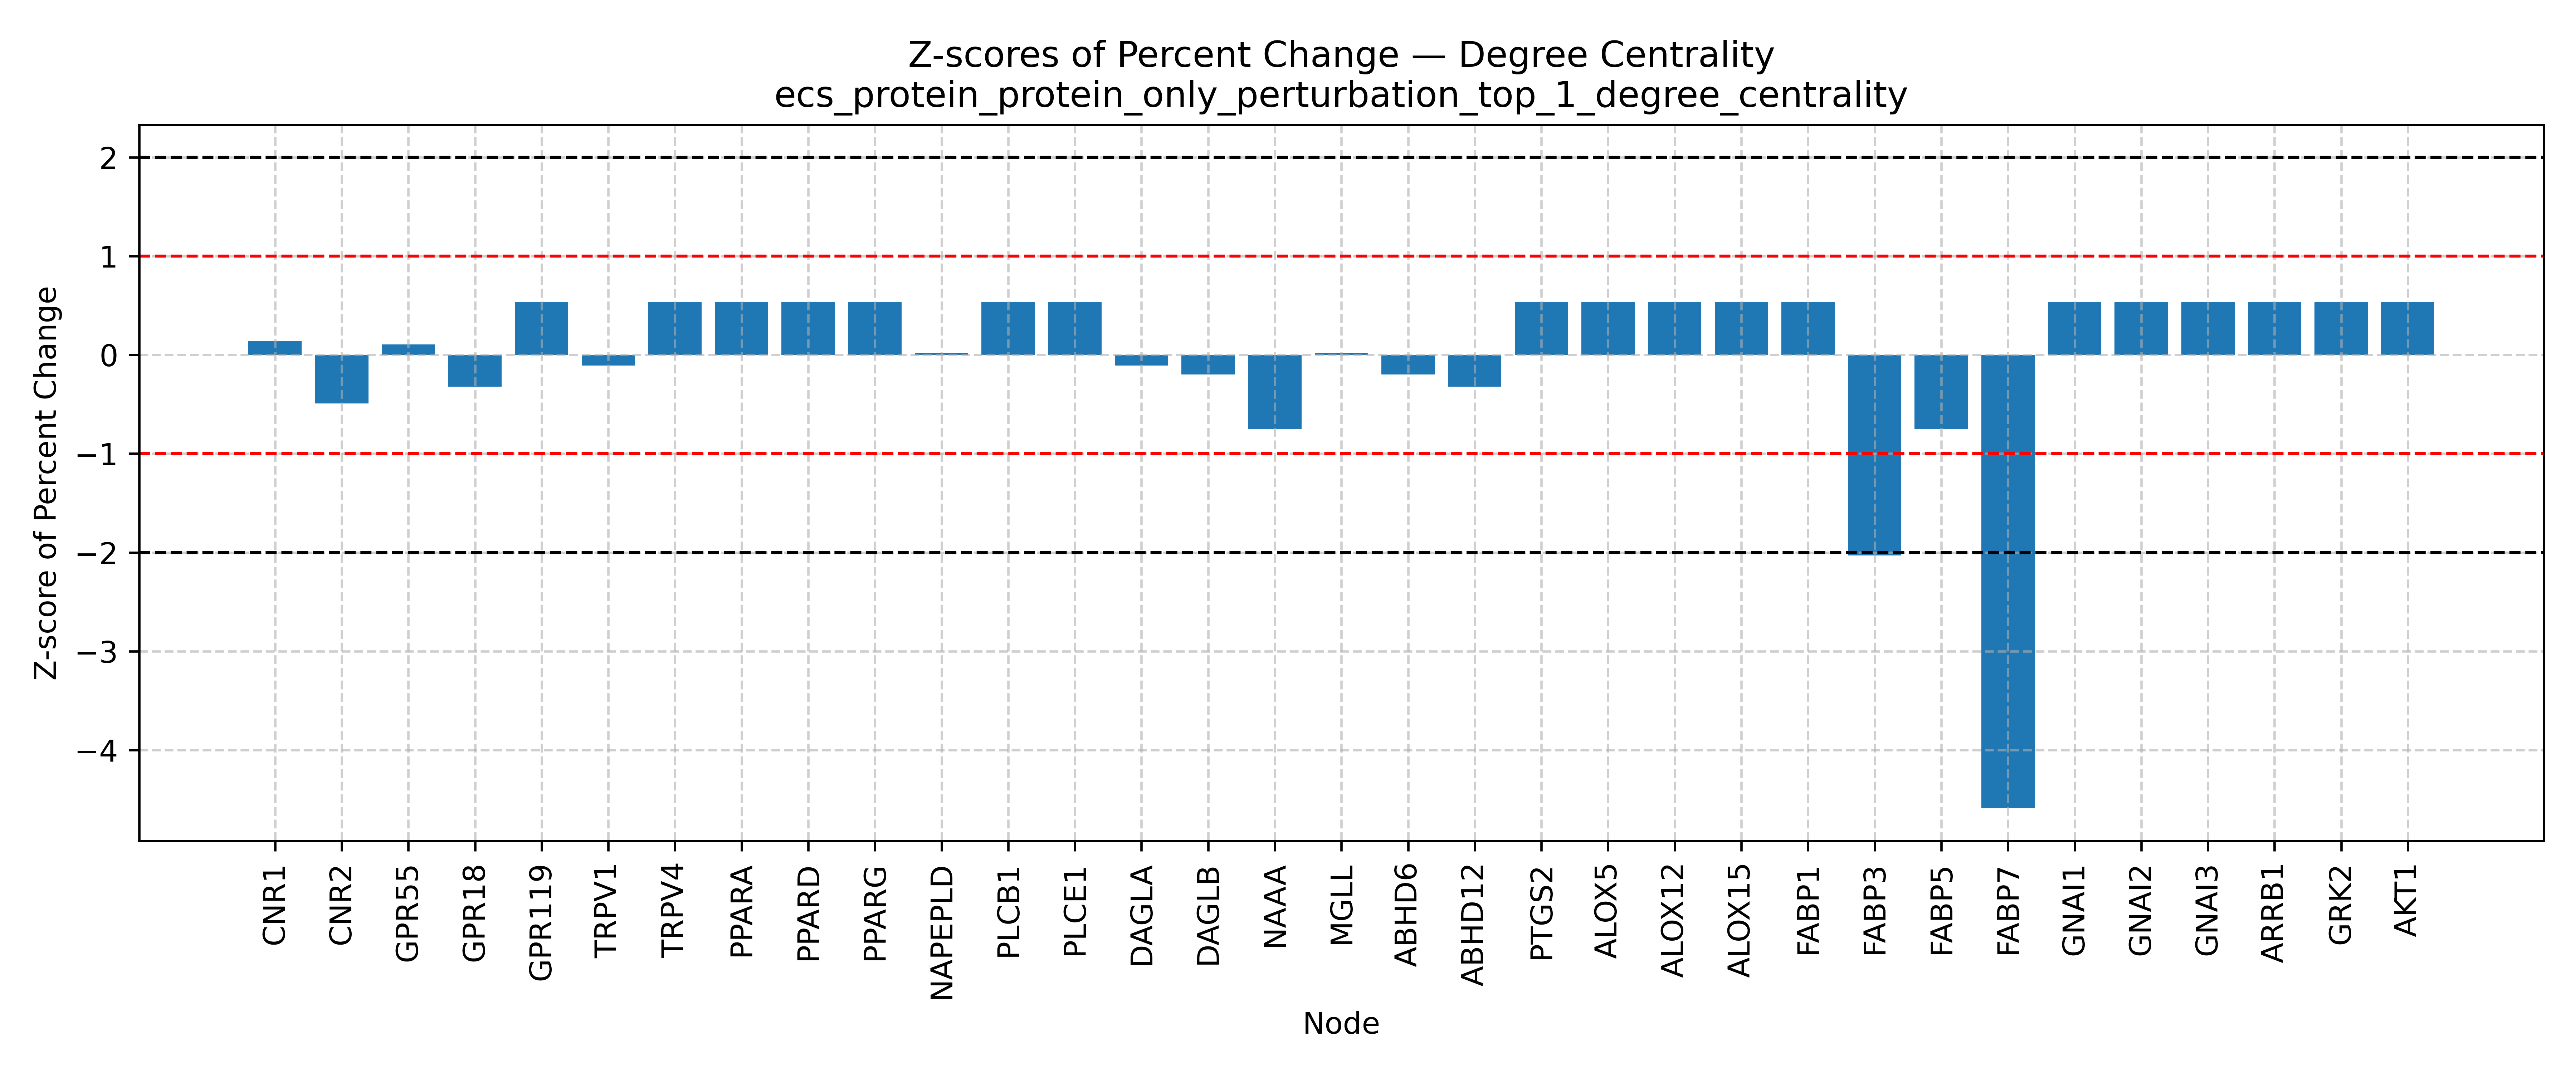 Z-scores of Percent Change — Degree Centrality
ecs_protein_protein_only_perturbation_top_1_degree_centrality
Z-score of Percent Change
2
1
0
−1
−2
−3
−4
CNR1
CNR2
GPR55
GPR18
GPR119
TRPV1
TRPV4
PPARA
PPARD
PPARG
NAPEPLD
PLCB1
PLCE1
DAGLA
DAGLB
NAAA
MGLL
ABHD6
ABHD12
PTGS2
ALOX5
ALOX12
ALOX15
FABP1
FABP3
FABP5
FABP7
GNAI1
GNAI2
GNAI3
ARRB1
GRK2
AKT1
Node